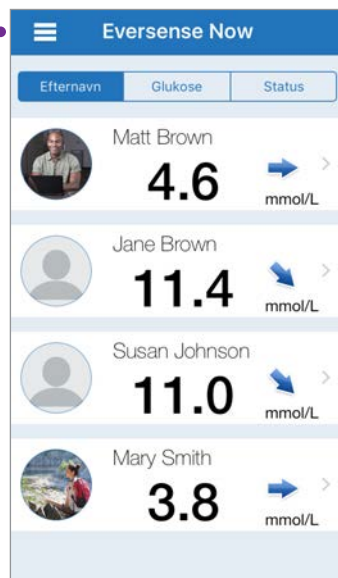 Eversense Now
Efternavn Glukose Status
Matt Brown
4.6
mmol/L
Jane Brown
11.4
mmol/L
Susan Johnson
11.0
mmol/L
Mary Smith
3.8
mmol/L